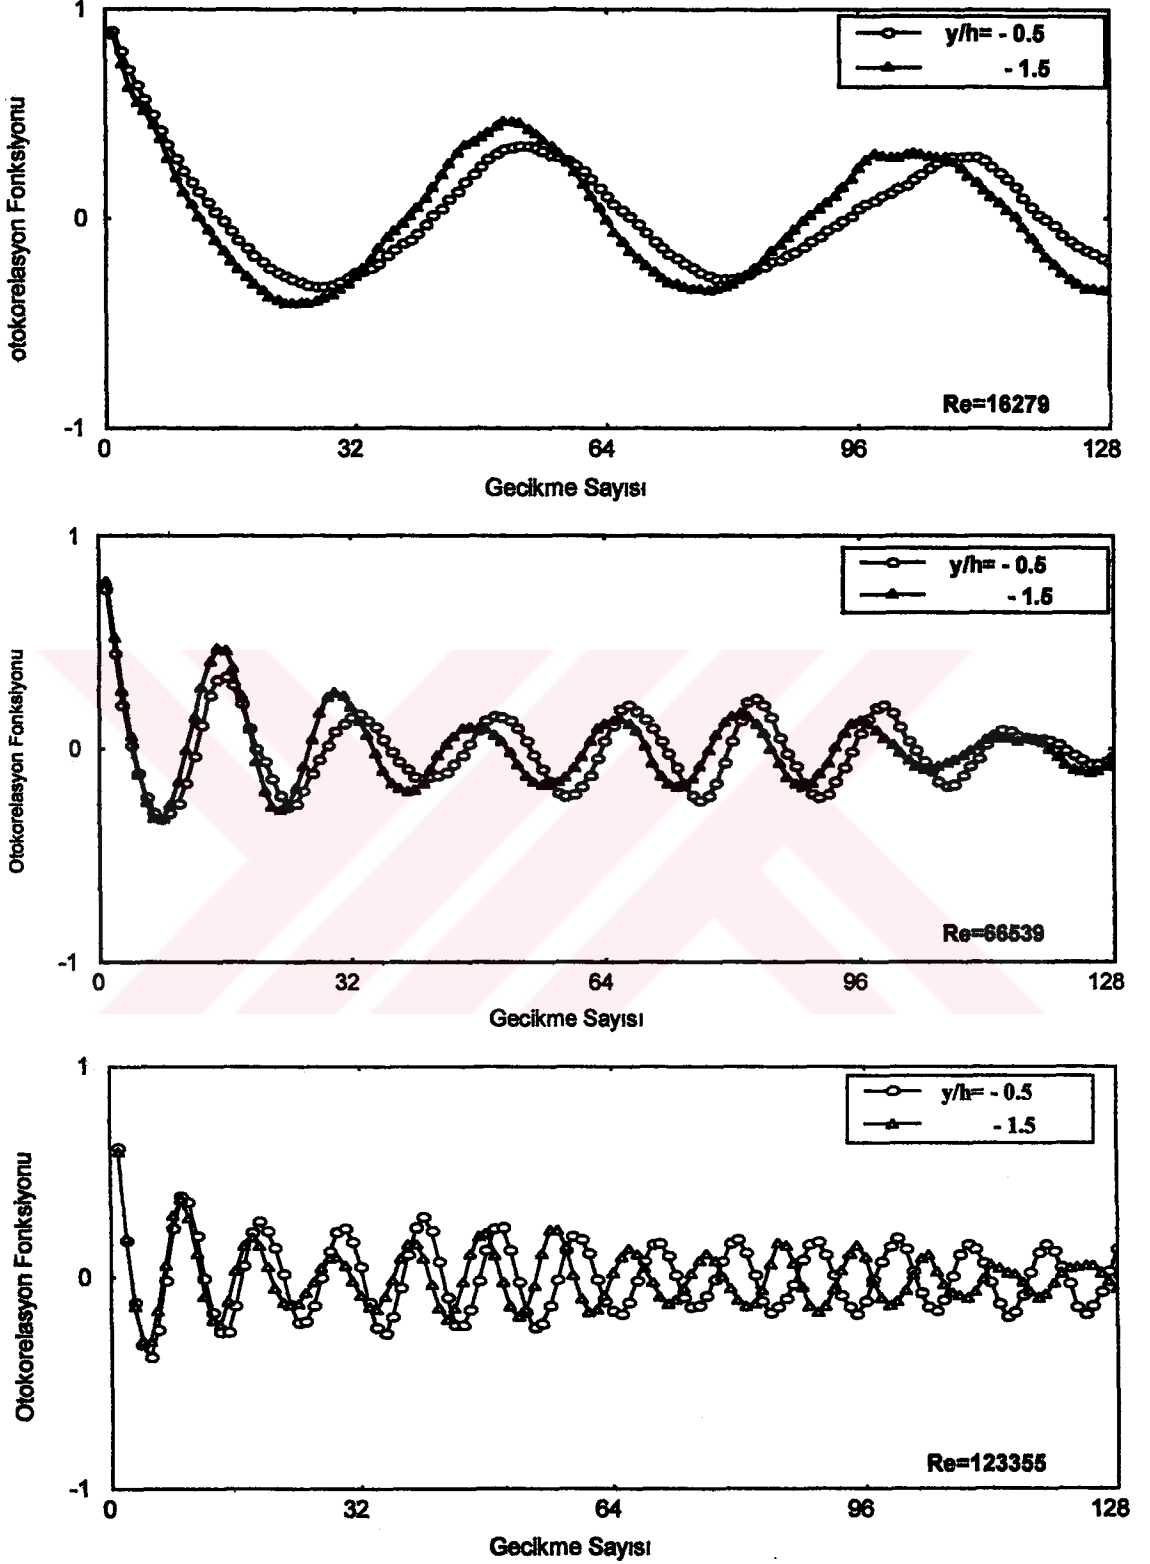 1
y/h= - 0.5
- 1.5
otokorelasyon Fonksiyonu
0
Re=16279
-1
0 32 64 96 128
Gecikme Sayısı
1
y/h= - 0.5
- 1.5
Otokorelasyon Fonksiyonu
0
Re=66539
-1
0 32 64 96 128
Gecikme Sayısı
1
y/h= - 0.5
- 1.5
Otokorelasyon Fonksiyonu
0
Re=123355
-1
0 32 64 96 128
Gecikme Sayısı